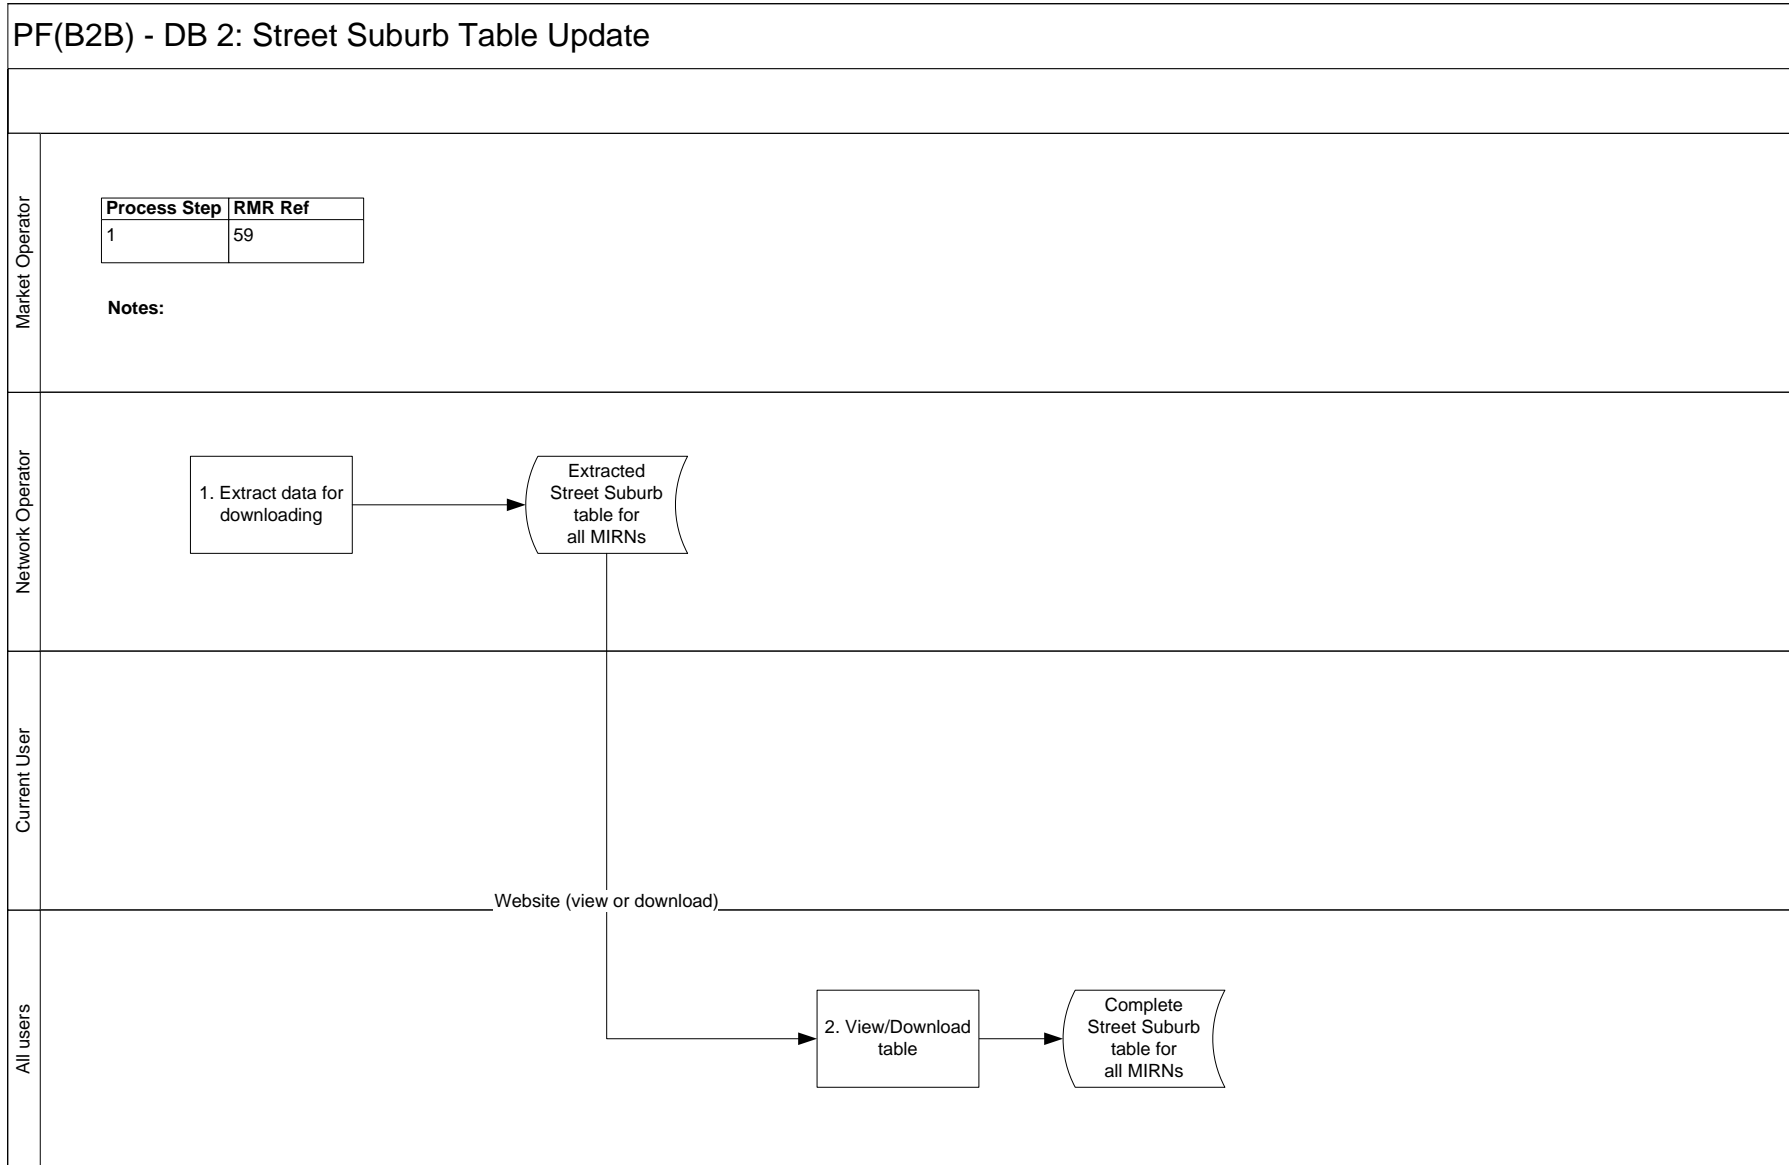 PF(B2B) - DB 2: Street Suburb Table Update
Market Operator
Process Step RMR Ref
1 59
Notes:
Network Operator
1. Extract data for
downloading
Extracted
Street Suburb
table for
all MIRNs
Current User
Website (view or download)
All users
2. View/Download
table
Complete
Street Suburb
table for
all MIRNs